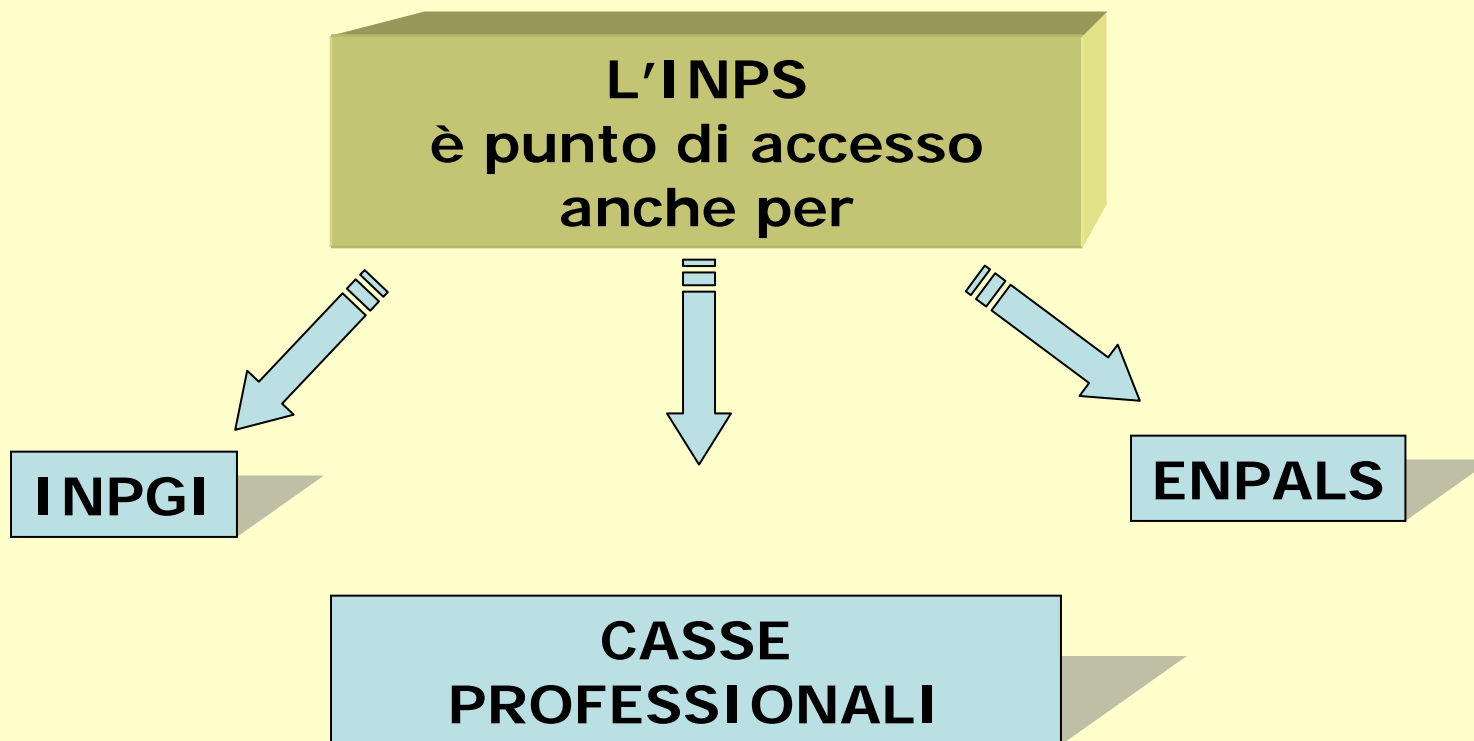 L'INPS
è punto di accesso
anche per
INPGI
ENPALS
CASSE
PROFESSIONALI